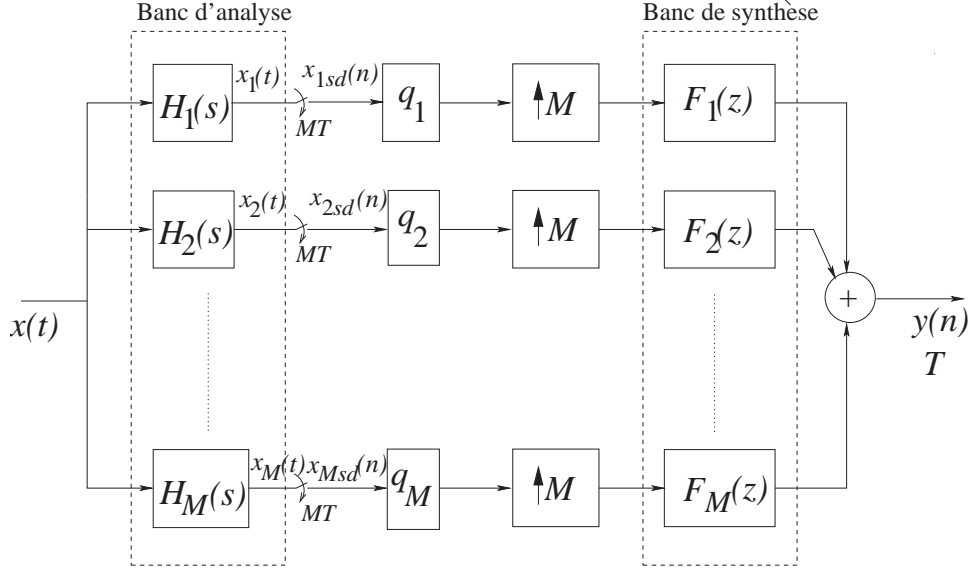 Banc d'analyse
Banc de synthèse
H1(s) x1(t) x1sd(n) MT q1 M F1(z)
H2(s) x2(t) x2sd(n) MT q2 M F2(z)
x(t)
+
y(n)
T
HM(s) xM(t) xMsd(n) MT qM M FM(z)